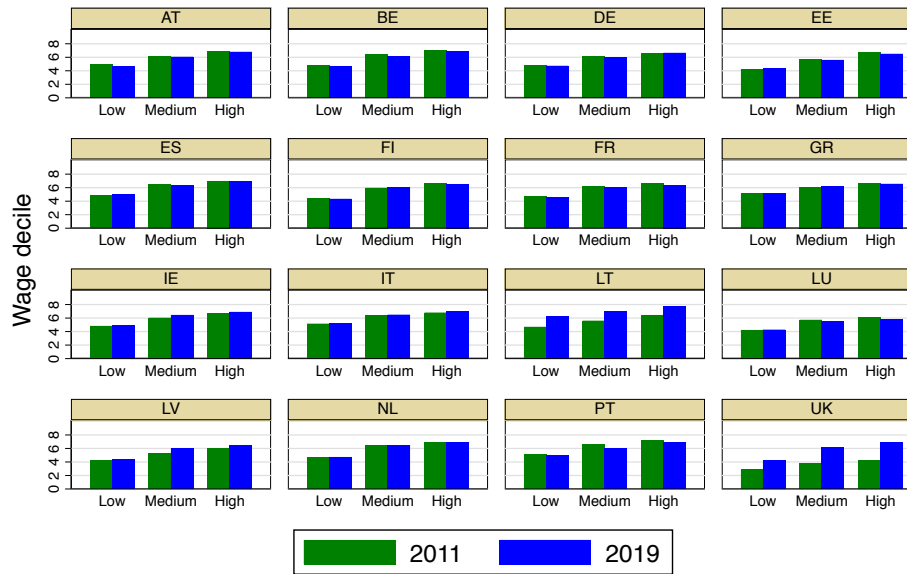 AT BE DE EE
0 2 4 6 8
Low Medium High Low Medium High Low Medium High Low Medium High
ES FI FR GR
0 2 4 6 8
Low Medium High Low Medium High Low Medium High Low Medium High
IE IT LT LU
0 2 4 6 8
Low Medium High Low Medium High Low Medium High Low Medium High
LV NL PT UK
0 2 4 6 8
Low Medium High Low Medium High Low Medium High Low Medium High
Wage decile
2011 2019